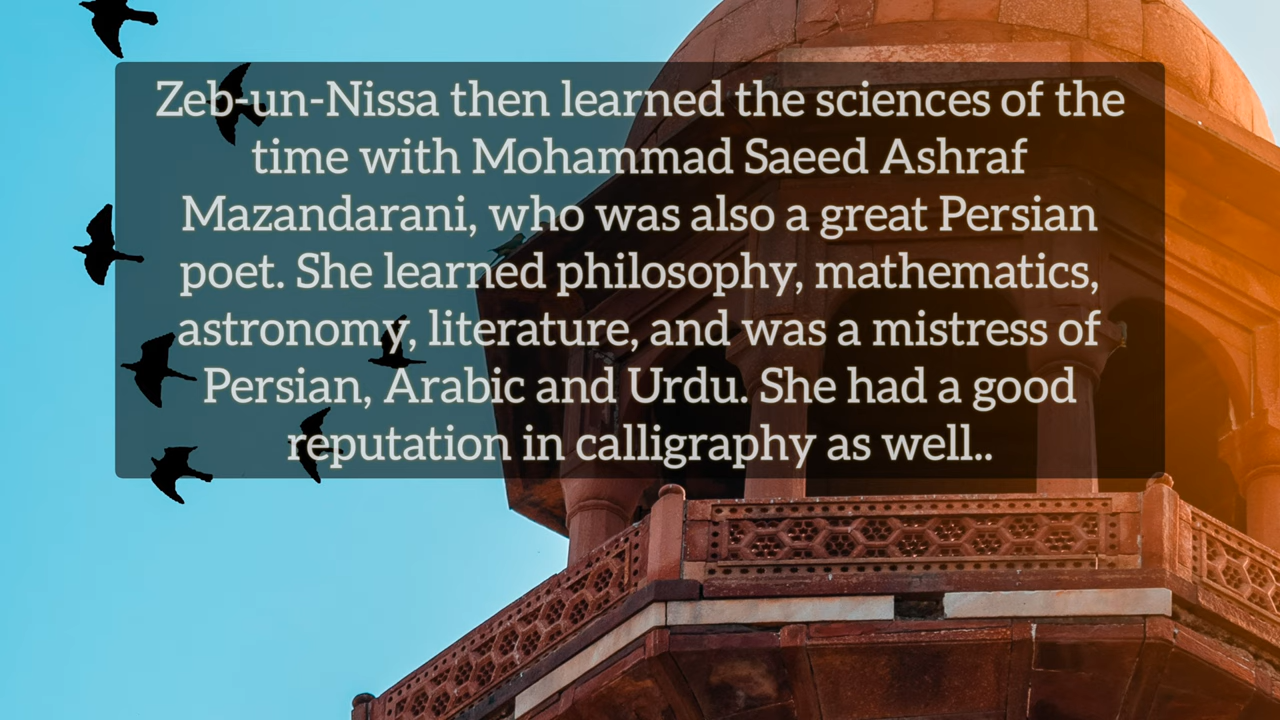 Zeb-un-Nissa then learned the sciences of the
time with Mohammad Saeed Ashraf
Mazandarani, who was also a great Persian
poet. She learned philosophy, mathematics,
astronomy, literature, and was a mistress of
Persian, Arabic and Urdu. She had a good
reputation in calligraphy as well..